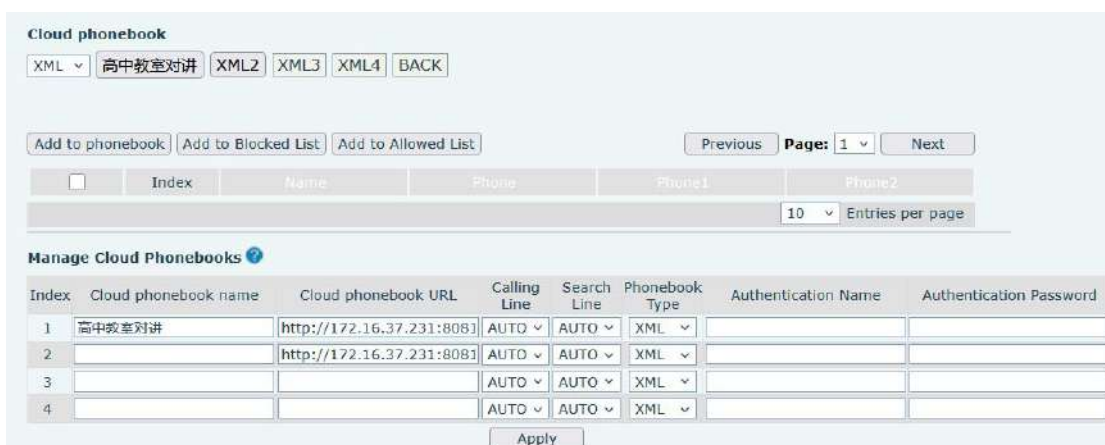 Cloud phonebook
XML 高中教室对讲 XML2 XML3 XML4 BACK
Add to phonebook Add to Blocked List Add to Allowed List Previous Page: 1 Next
Index Name Phone Phone1 Phone2
10 Entries per page
Manage Cloud Phonebooks
Index Cloud phonebook name Cloud phonebook URL Calling Line Search Line Phonebook Type Authentication Name Authentication Password
1 高中教室对讲 http://172.16.37.231:8081 AUTO AUTO XML
2 http://172.16.37.231:8081 AUTO AUTO XML
3 AUTO AUTO XML
4 AUTO AUTO XML
Apply